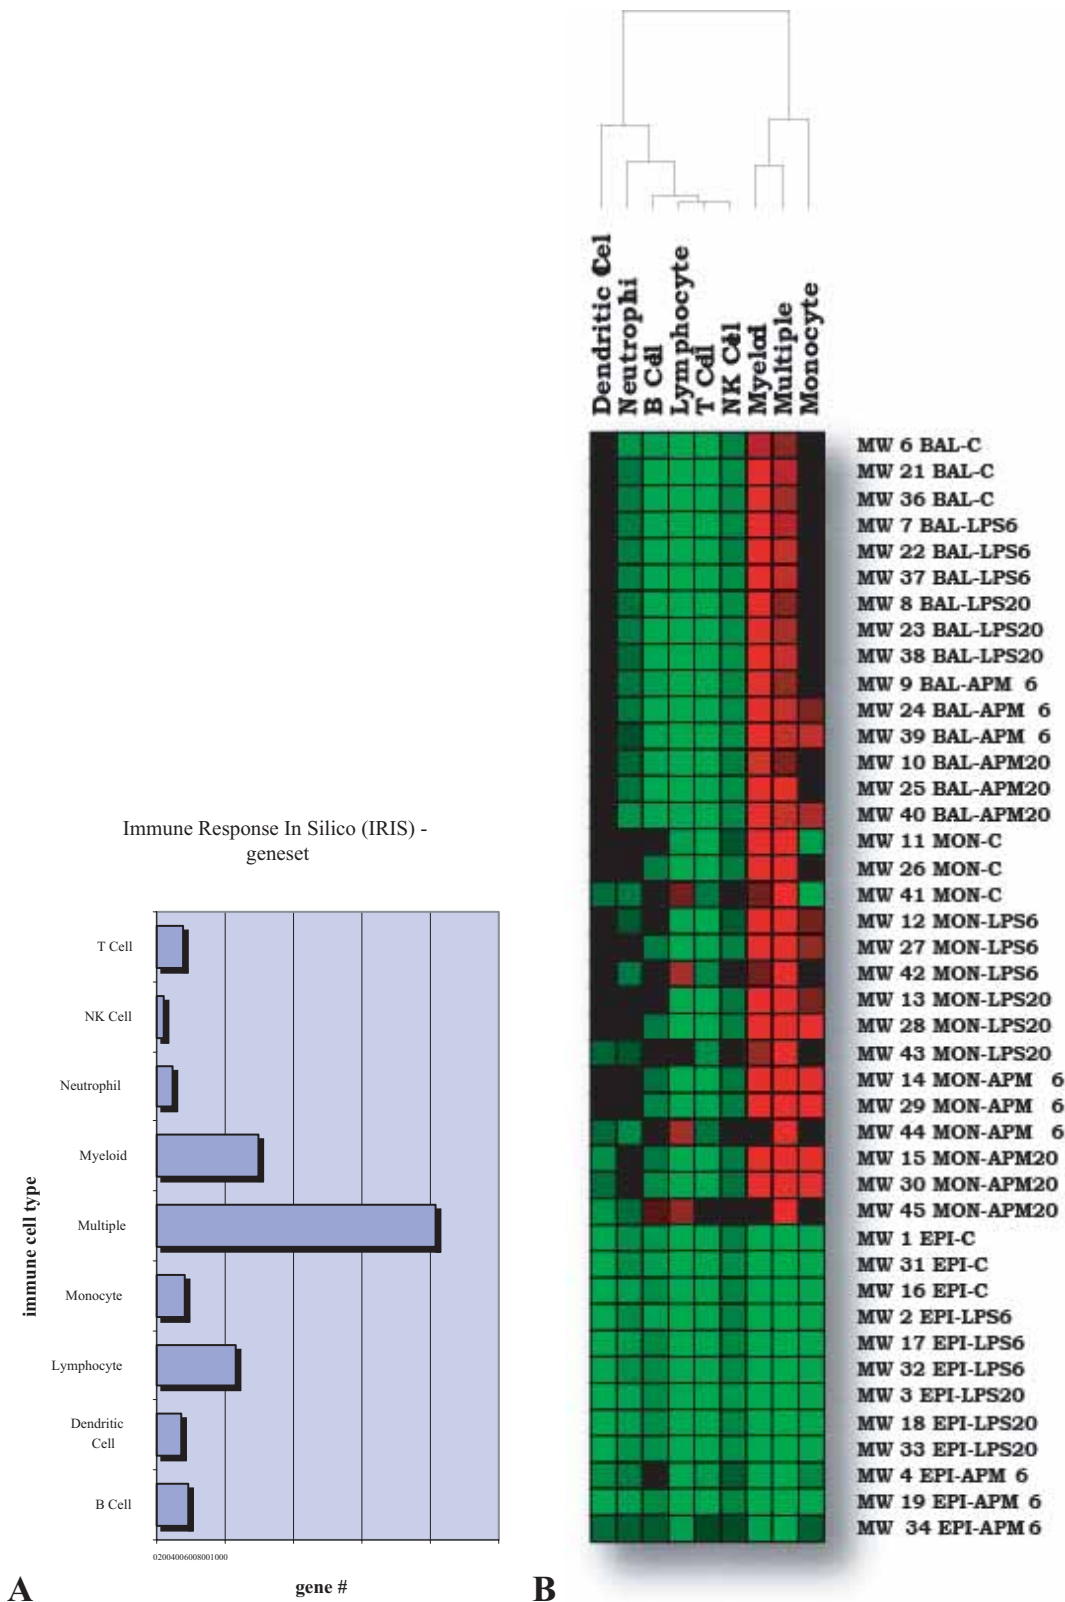 Immune Response In Silico (IRIS) -
geneset
immune cell type
T Cell
NK Cell
Neutrophil
Myeloid
Multiple
Monocyte
Lymphocyte
Dendritic
Cell
B Cell
02004006008001000
gene #
A
Dendritic Cel
Neutrophi
B Cell
Lymphocyte
T Cell
NK Cell
Myeloid
Multiple
Monocyte
MW 6 BAL-C
MW 21 BAL-C
MW 36 BAL-C
MW 7 BAL-LPS6
MW 22 BAL-LPS6
MW 37 BAL-LPS6
MW 8 BAL-LPS20
MW 23 BAL-LPS20
MW 38 BAL-LPS20
MW 9 BAL-APM 6
MW 24 BAL-APM 6
MW 39 BAL-APM 6
MW 10 BAL-APM20
MW 25 BAL-APM20
MW 40 BAL-APM20
MW 11 MON-C
MW 26 MON-C
MW 41 MON-C
MW 12 MON-LPS6
MW 27 MON-LPS6
MW 42 MON-LPS6
MW 13 MON-LPS20
MW 28 MON-LPS20
MW 43 MON-LPS20
MW 14 MON-APM 6
MW 29 MON-APM 6
MW 44 MON-APM 6
MW 15 MON-APM20
MW 30 MON-APM20
MW 45 MON-APM20
MW 1 EPI-C
MW 31 EPI-C
MW 16 EPI-C
MW 2 EPI-LPS6
MW 17 EPI-LPS6
MW 32 EPI-LPS6
MW 3 EPI-LPS20
MW 18 EPI-LPS20
MW 33 EPI-LPS20
MW 4 EPI-APM 6
MW 19 EPI-APM 6
MW 34 EPI-APM 6
B